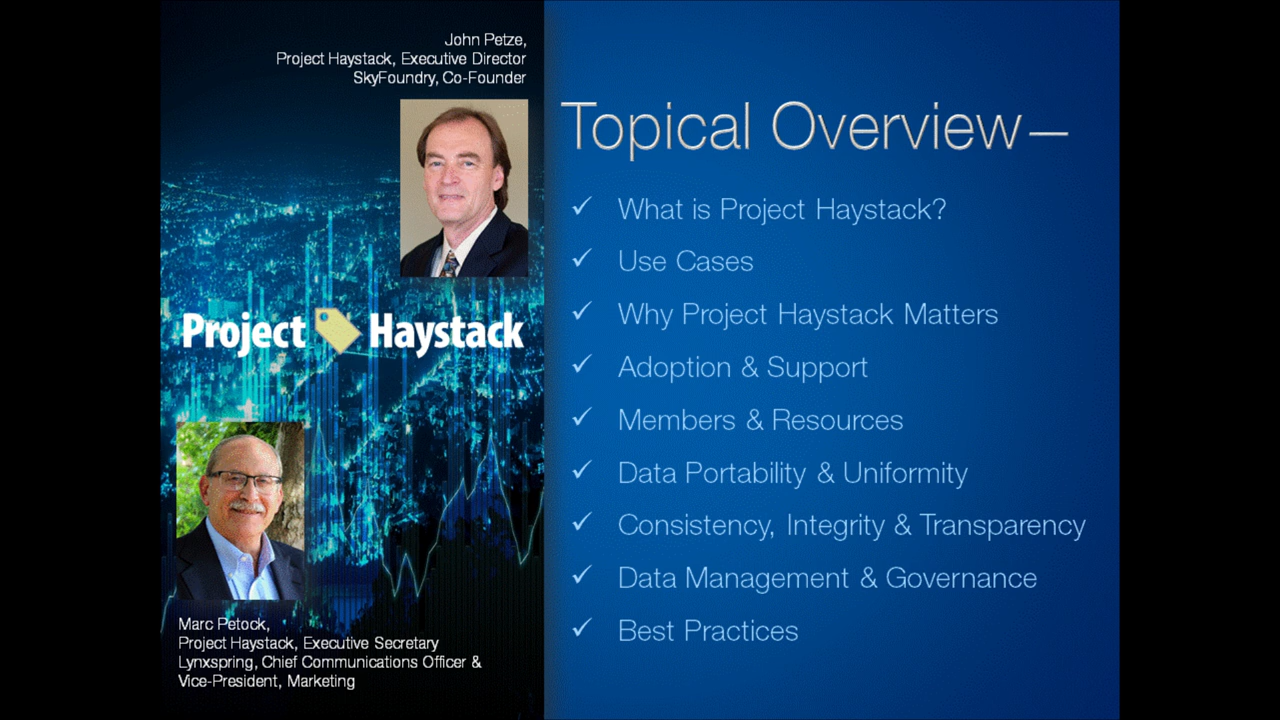 John Petze,
Project Haystack, Executive Director
SkyFoundry, Co-Founder
Project Haystack
Marc Petock,
Project Haystack, Executive Secretary
Lynxspring, Chief Communications Officer &
Vice-President, Marketing
Topical Overview—
✓ What is Project Haystack?
✓ Use Cases
✓ Why Project Haystack Matters
✓ Adoption & Support
✓ Members & Resources
✓ Data Portability & Uniformity
✓ Consistency, Integrity & Transparency
✓ Data Management & Governance
✓ Best Practices